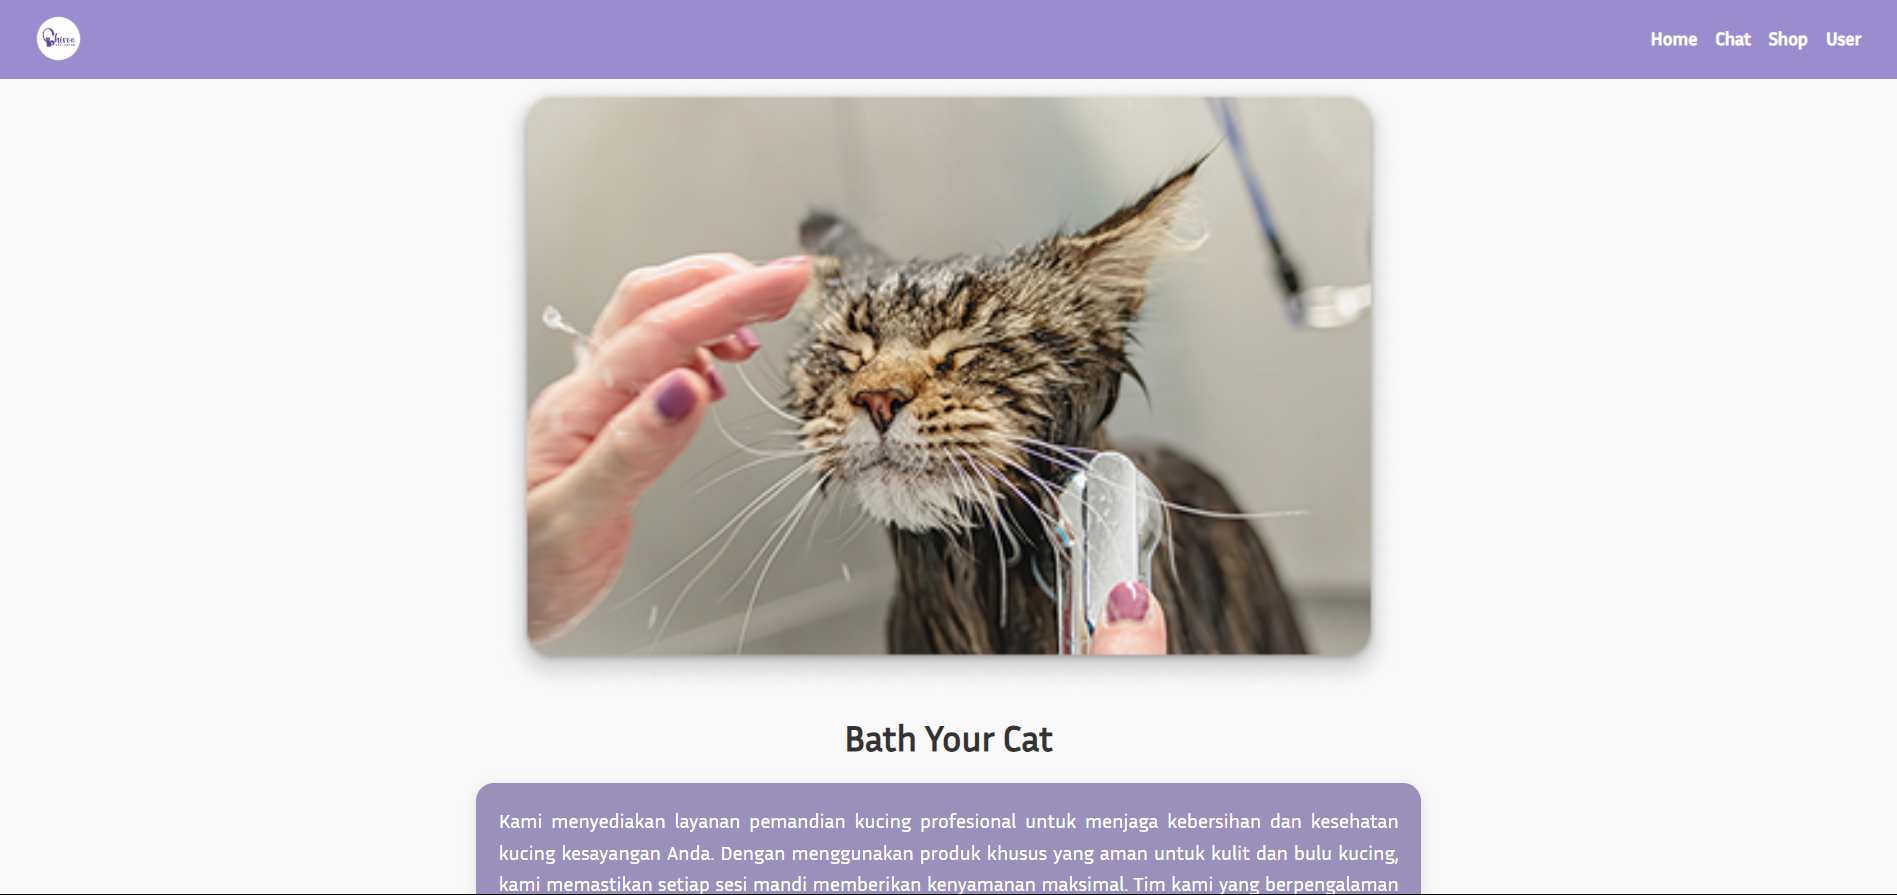 Home Chat Shop User
Bath Your Cat
Kami menyediakan layanan pemandian kucing profesional untuk menjaga kebersihan dan kesehatan
kucing kesayangan Anda. Dengan menggunakan produk khusus yang aman untuk kulit dan bulu kucing,
kami memastikan setiap sesi mandi memberikan kenyamanan maksimal. Tim kami yang berpengalaman